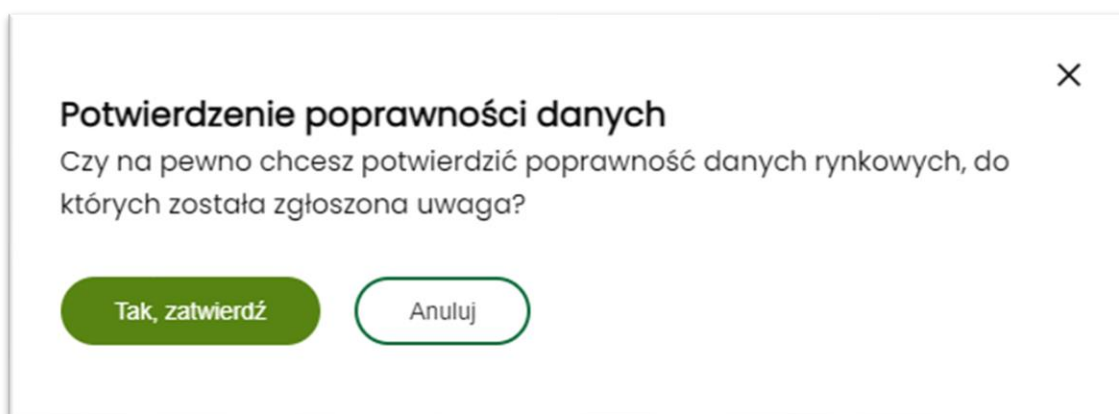 Potwierdzenie poprawności danych
Czy na pewno chcesz potwierdzić poprawność danych rynkowych, do
których została zgłoszona uwaga?
Tak, zatwierdź
Anuluj